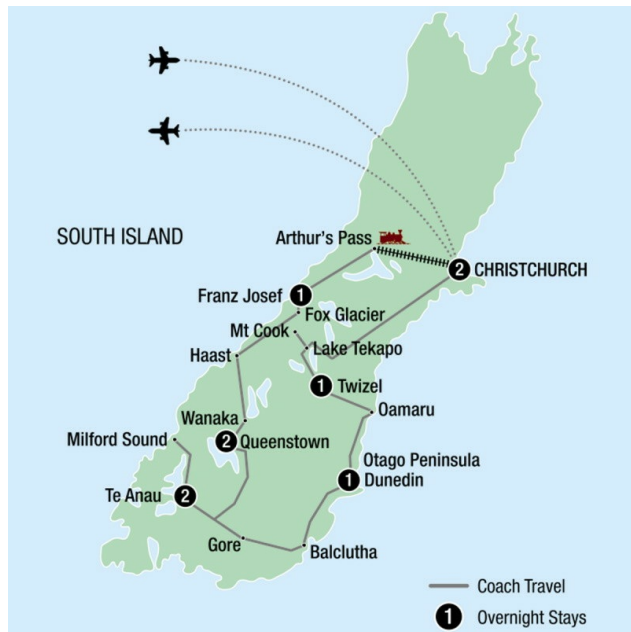 SOUTH ISLAND
Arthur's Pass
2 CHRISTCHURCH
Franz Josef 1
Fox Glacier
Mt Cook
Lake Tekapo
Haast
1 Twizel
Oamaru
Wanaka
Milford Sound
2 Queenstown
Otago Peninsula
1 Dunedin
Te Anau 2
Gore
Balclutha
Coach Travel
1 Overnight Stays